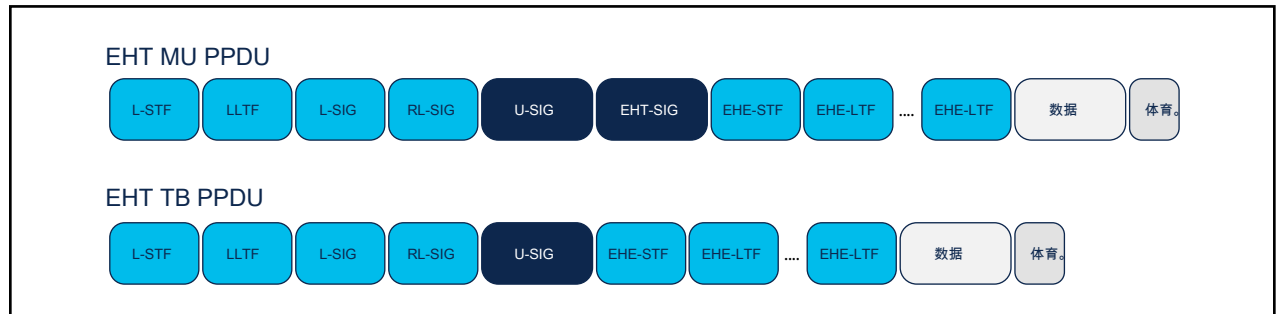 EHT MU PPDU
L-STF LLTF L-SIG RL-SIG U-SIG EHT-SIG EHE-STF EHE-LTF .... EHE-LTF 数据 体育。
EHT TB PPDU
L-STF LLTF L-SIG RL-SIG U-SIG EHE-STF EHE-LTF .... EHE-LTF 数据 体育。